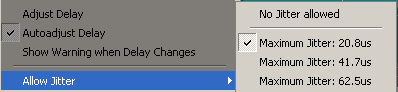 Adjust Delay
Autoadjust Delay
Show Warning when Delay Changes
Allow Jitter
No Jitter allowed
Maximum Jitter: 20.8us
Maximum Jitter: 41.7us
Maximum Jitter: 62.5us